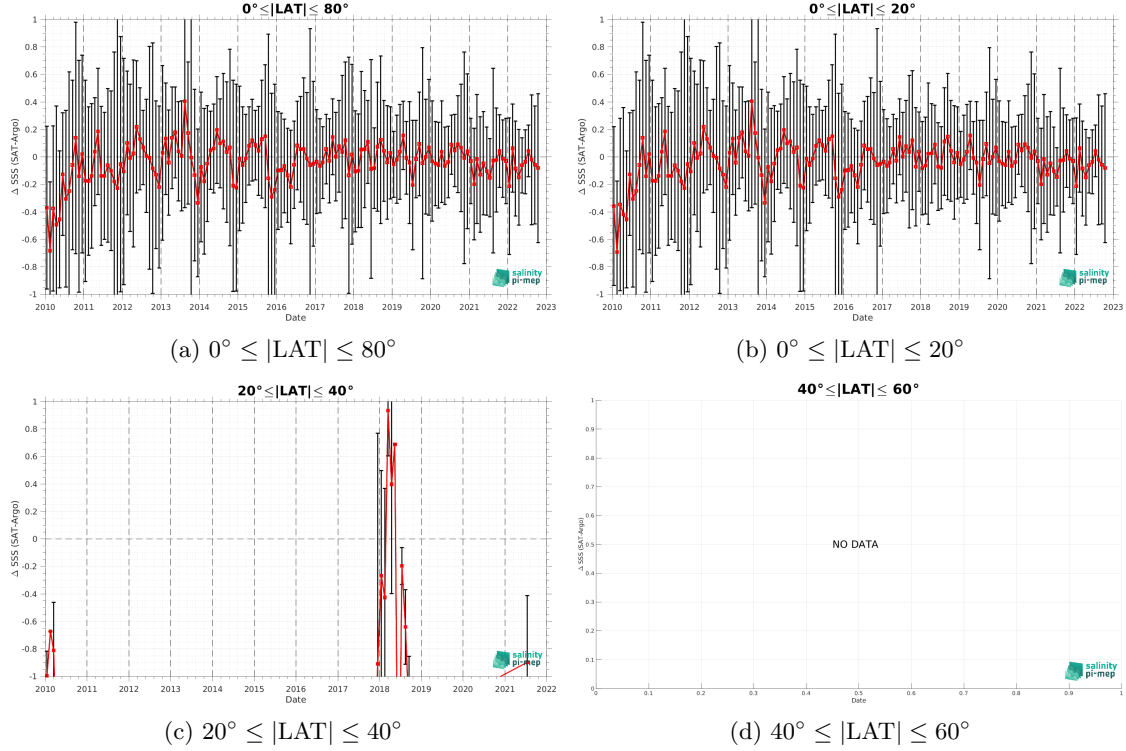 0°≤|LAT|≤ 80°
1
0.8
0.6
0.4
0.2
0
-0.2
-0.4
-0.6
-0.8
-1
Δ SSS (SAT-Argo)
2010 2011 2012 2013 2014 2015 2016 2017 2018 2019 2020 2021 2022 2023
Date
salinity
pi-mep
(a) 0° ≤ |LAT| ≤ 80°
0°≤|LAT|≤ 20°
1
0.8
0.6
0.4
0.2
0
-0.2
-0.4
-0.6
-0.8
-1
Δ SSS (SAT-Argo)
2010 2011 2012 2013 2014 2015 2016 2017 2018 2019 2020 2021 2022 2023
Date
salinity
pi-mep
(b) 0° ≤ |LAT| ≤ 20°
20°≤|LAT|≤ 40°
1
0.8
0.6
0.4
0.2
0
-0.2
-0.4
-0.6
-0.8
-1
Δ SSS (SAT-Argo)
2010 2011 2012 2013 2014 2015 2016 2017 2018 2019 2020 2021 2022
Date
salinity
pi-mep
(c) 20° ≤ |LAT| ≤ 40°
40°≤|LAT|≤ 60°
1
0.9
0.8
0.7
0.6
0.5
0.4
0.3
0.2
0.1
0
Δ SSS (SAT-Argo)
NO DATA
0 0.1 0.2 0.3 0.4 0.5 0.6 0.7 0.8 0.9 1
Date
salinity
pi-mep
(d) 40° ≤ |LAT| ≤ 60°